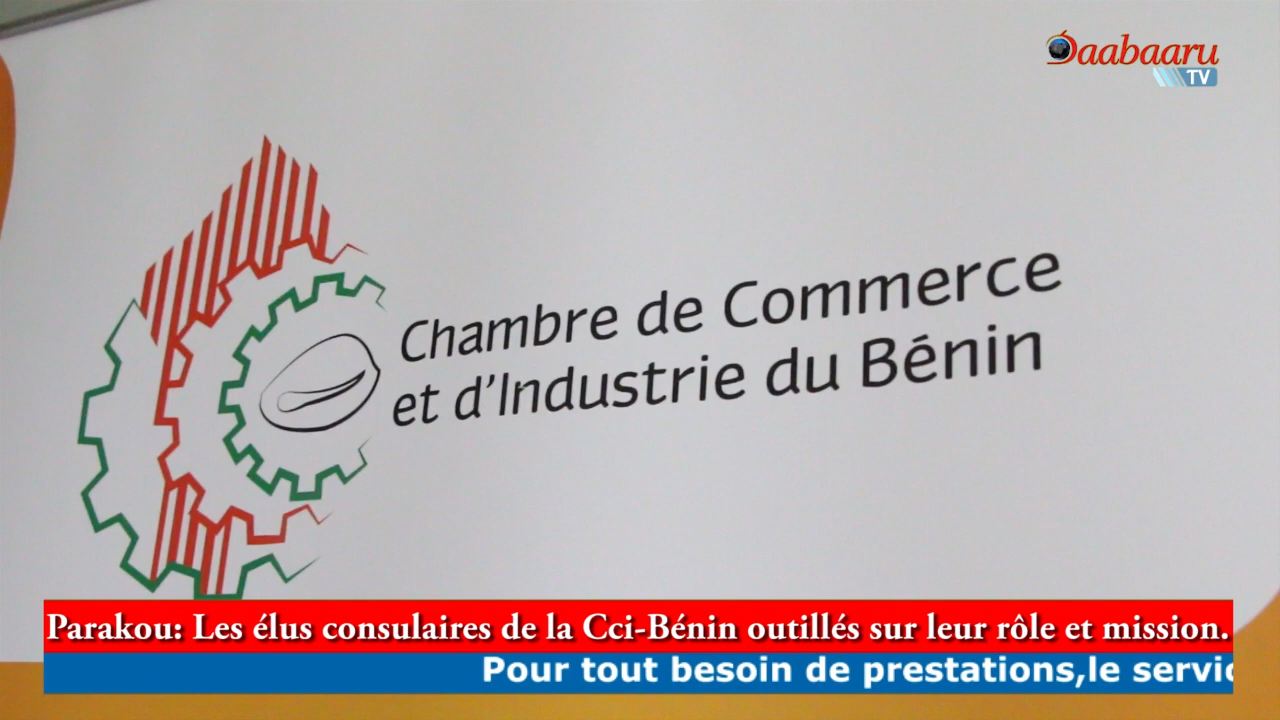 Daabaaru
TV
Chambre de Commerce
et d'Industrie du Bénin
Parakou: Les élus consulaires de la Cci-Bénin outillés sur leur rôle et mission.
Pour tout besoin de prestations,le servic